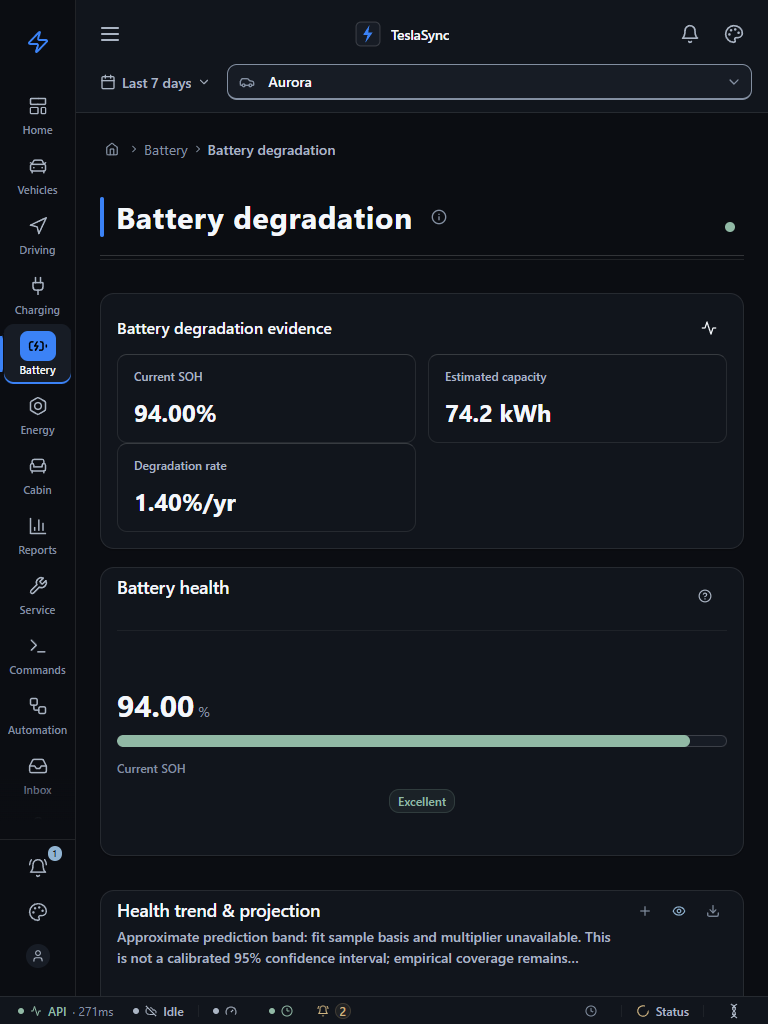 TeslaSync
Last 7 days
Aurora
Home
Vehicles
Driving
Charging
Battery
Energy
Cabin
Reports
Service
Commands
Automation
Inbox
1
Battery
Battery degradation
Battery degradation
Battery degradation evidence
Current SOH
94.00%
Estimated capacity
74.2 kWh
Degradation rate
1.40%/yr
Battery health
94.00 %
Current SOH
Excellent
Health trend & projection
Approximate prediction band: fit sample basis and multiplier unavailable. This
is not a calibrated 95% confidence interval; empirical coverage remains...
API · 271ms
Idle
2
Status